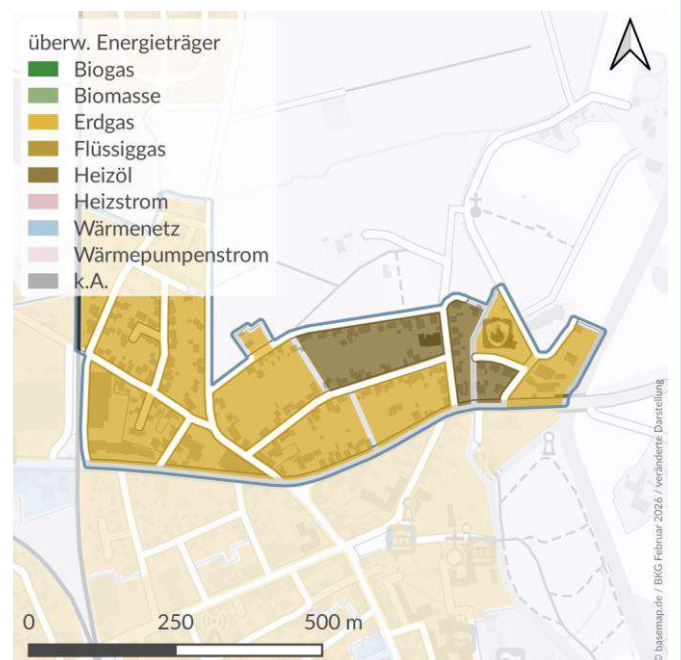 überw. Energieträger
Biogas
Biomasse
Erdgas
Flüssiggas
Heizöl
Heizstrom
Wärmenetz
Wärmepumpenstrom
k.A.
0 250 500 m
© basemap.de / BKG Februar 2026 / veränderte Darstellung